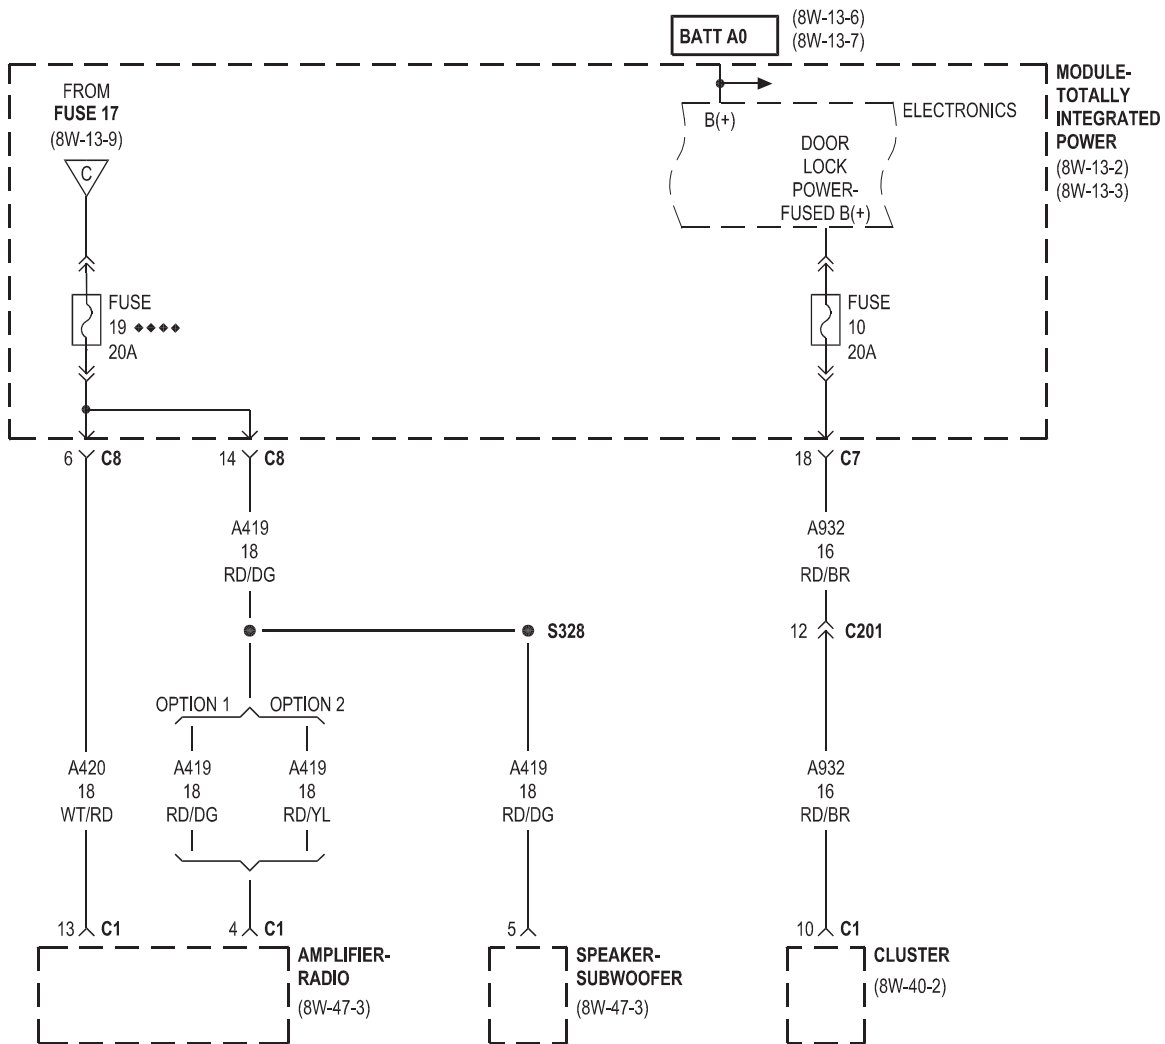 BATT A0
(8W-13-6)
(8W-13-7)
FROM
FUSE 17
(8W-13-9)
C
B(+)
ELECTRONICS
DOOR
LOCK
POWER-
FUSED B(+)
MODULE-
TOTALLY
INTEGRATED
POWER
(8W-13-2)
(8W-13-3)
FUSE
19 ◆◆◆◆
20A
FUSE
10
20A
6 C8
14 C8
18 C7
A419
18
RD/DG
A932
16
RD/BR
S328
12 C201
OPTION 1 OPTION 2
A420
18
WT/RD
A419
18
RD/DG
A419
18
RD/YL
A419
18
RD/DG
A932
16
RD/BR
13 C1
4 C1
5
10 C1
AMPLIFIER-
RADIO
(8W-47-3)
SPEAKER-
SUBWOOFER
(8W-47-3)
CLUSTER
(8W-40-2)